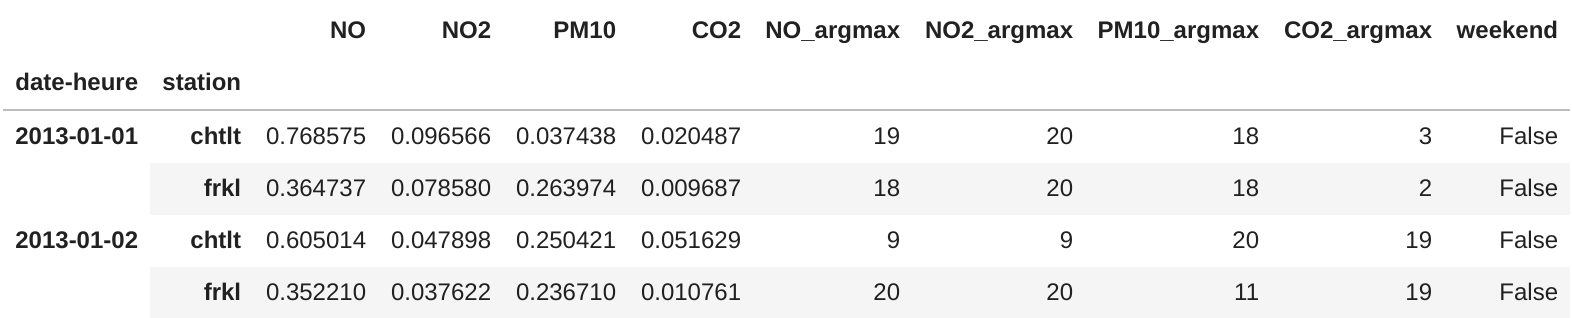 NO NO2 PM10 CO2 NO_argmax NO2_argmax PM10_argmax CO2_argmax weekend
date-heure station
2013-01-01 chtlt 0.768575 0.096566 0.037438 0.020487 19 20 18 3 False
frkl 0.364737 0.078580 0.263974 0.009687 18 20 18 2 False
2013-01-02 chtlt 0.605014 0.047898 0.250421 0.051629 9 9 20 19 False
frkl 0.352210 0.037622 0.236710 0.010761 20 20 11 19 False